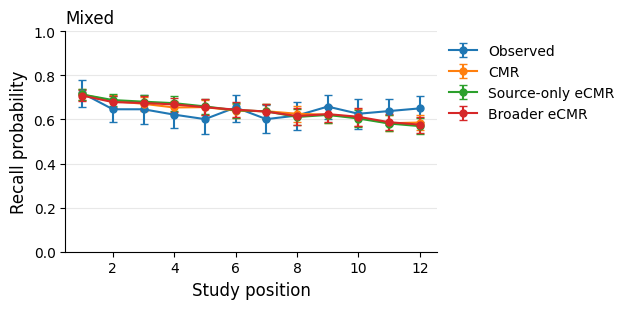 Mixed
1.0
0.8
0.6
0.4
0.2
0.0
Recall probability
2 4 6 8 10 12
Study position
Observed
CMR
Source-only eCMR
Broader eCMR